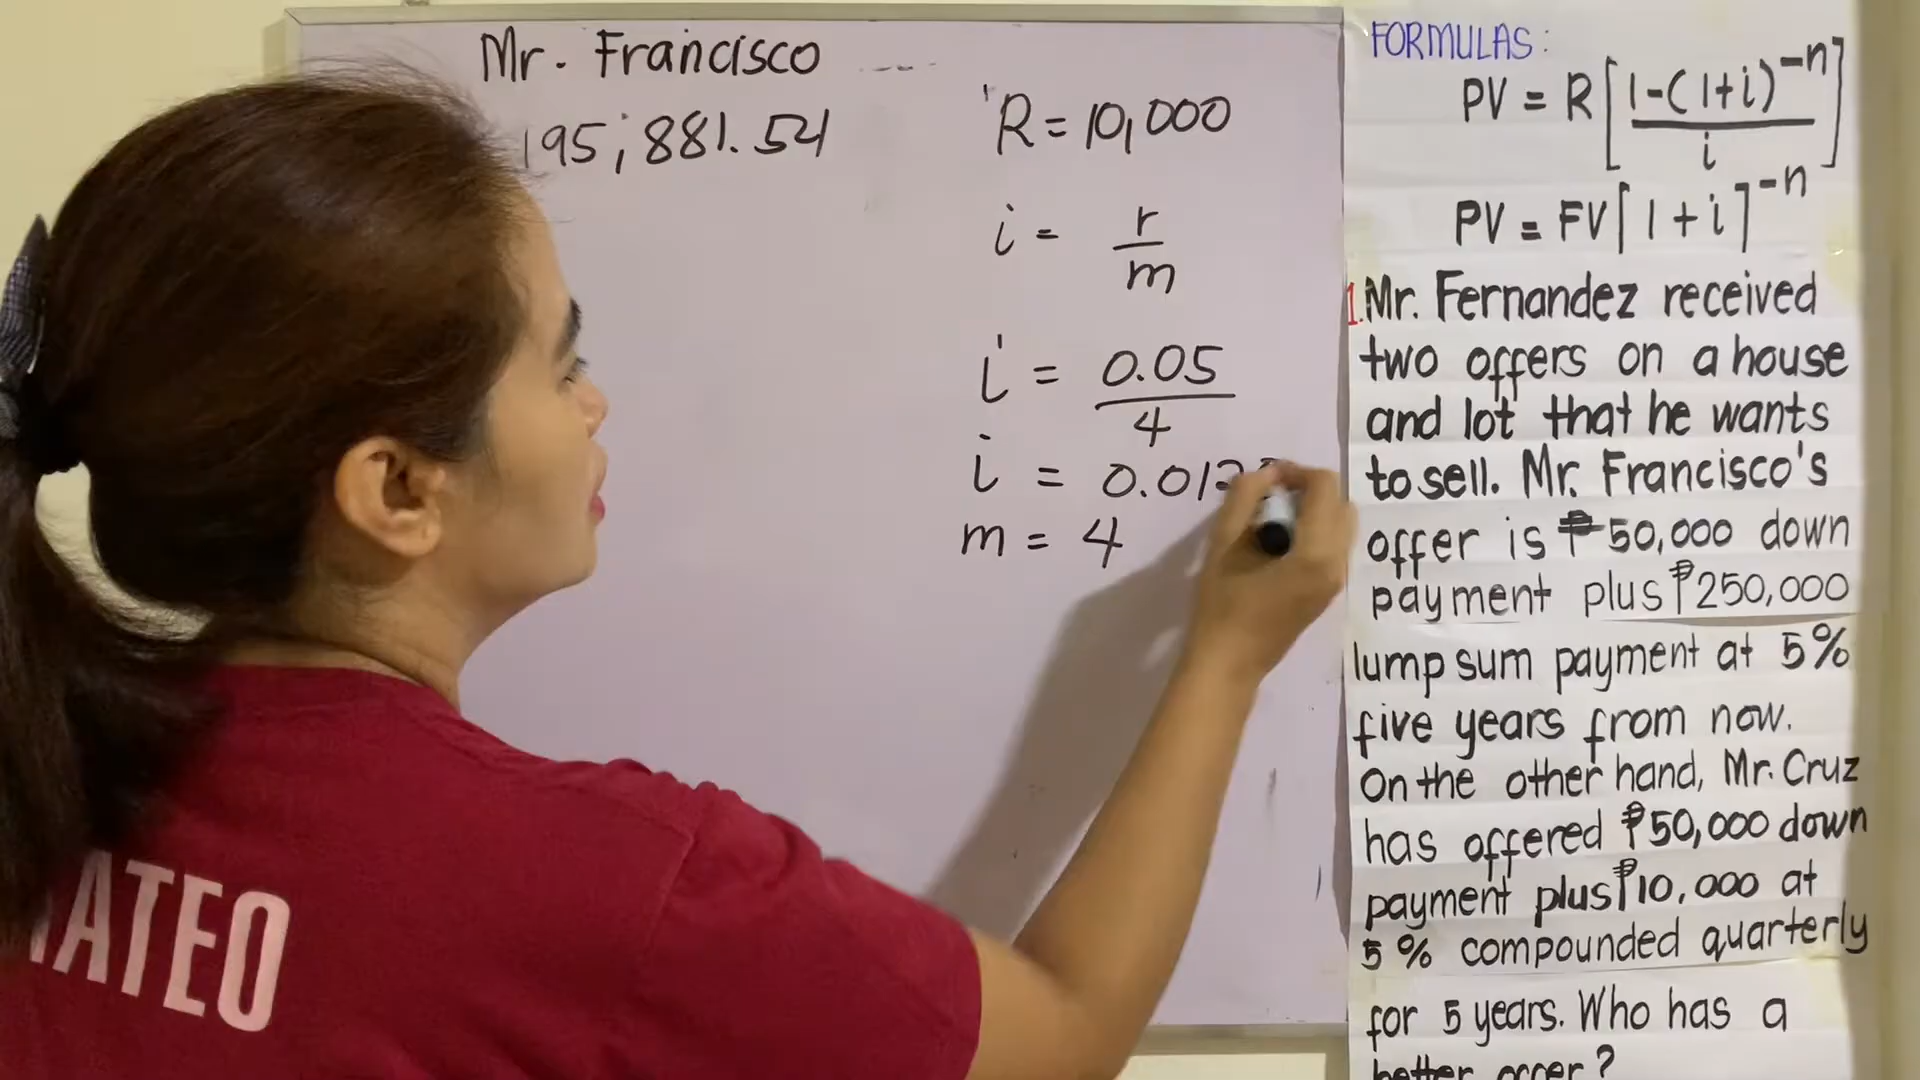 Mr. Francisco
195,881.54
R = 10,000
i = r/m
i = 0.05/4
i = 0.012
m = 4
FORMULAS:
PV = R[1-(1+i)^-n/i]
PV = FV[1+i]^-n
1. Mr. Fernandez received
two offers on a house
and lot that he wants
to sell. Mr. Francisco's
offer is ₱50,000 down
payment plus ₱250,000
lump sum payment at 5%
five years from now.
On the other hand, Mr. Cruz
has offered ₱50,000 down
payment plus ₱10,000 at
5% compounded quarterly
for 5 years. Who has a
better offer?
ATEO